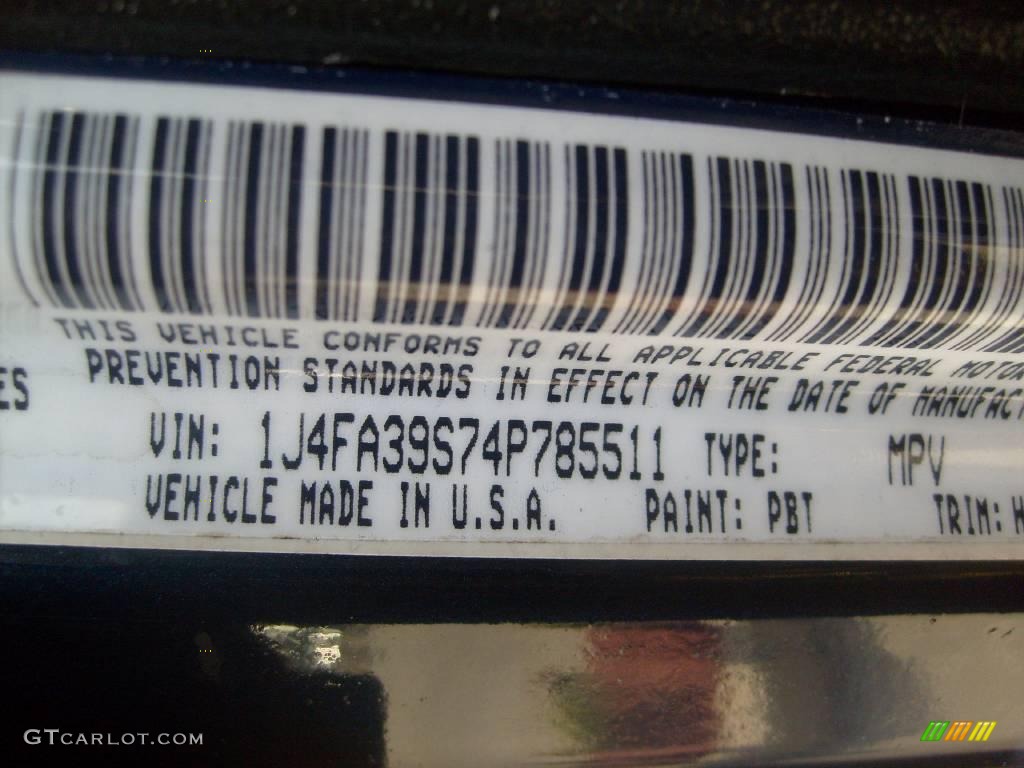 THIS VEHICLE CONFORMS TO ALL APPLICABLE FEDERAL MOTOR
PREVENTION STANDARDS IN EFFECT ON THE DATE OF MANUFACT
ES
VIN: 1J4FA39S74P785511 TYPE: MPV
VEHICLE MADE IN U.S.A. PAINT: PBT TRIM: H
GTCARLOT.COM